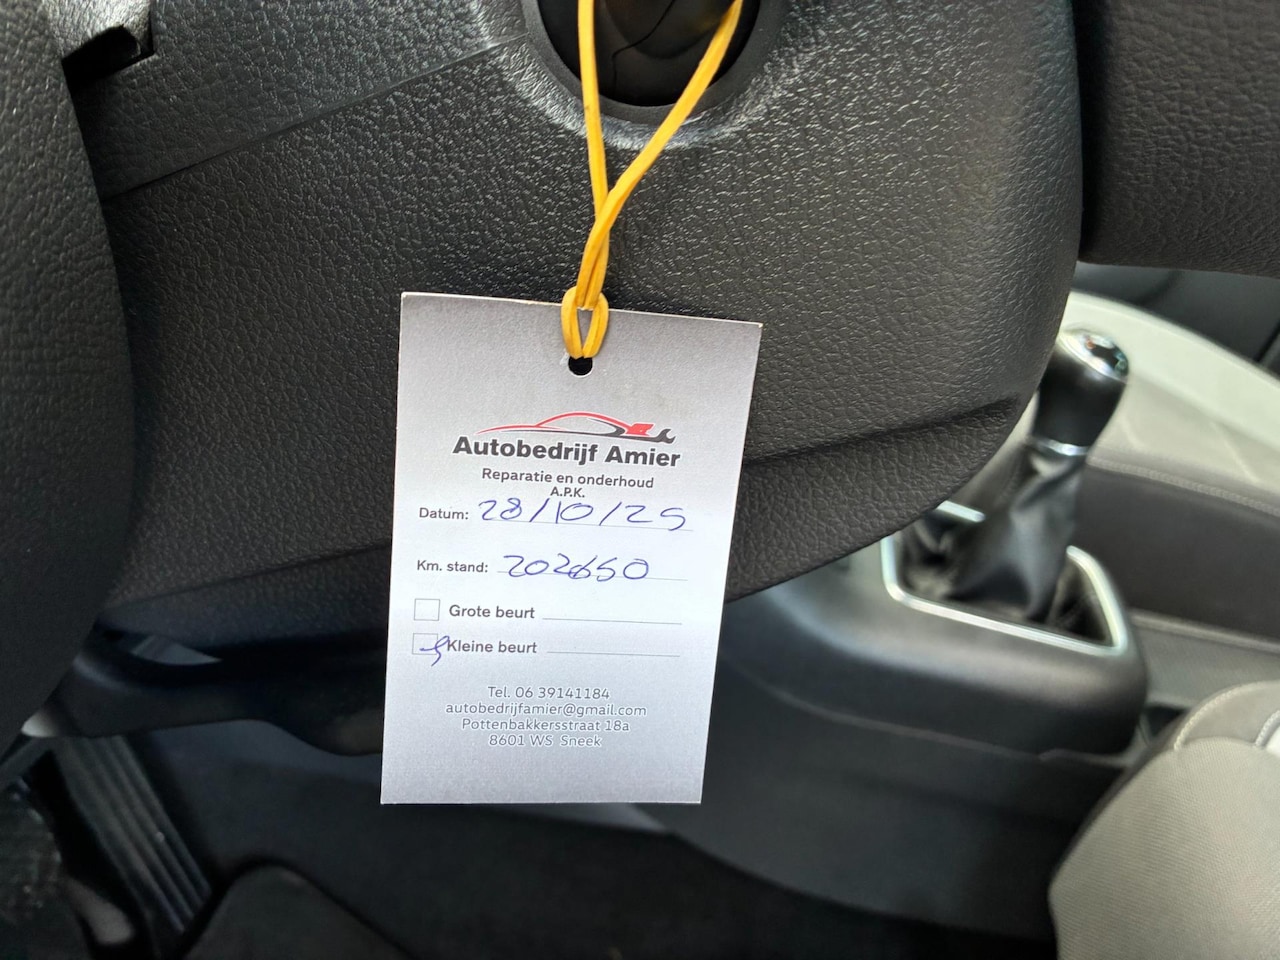 Autobedrijf Amier
Reparatie en onderhoud
A.P.K.
Datum: 28/10/25
Km. stand: 202650
Grote beurt
Kleine beurt
Tel. 06 39141184
autobedrijfamier@gmail.com
Pottenbakkersstraat 18a
8601 WS Sneek